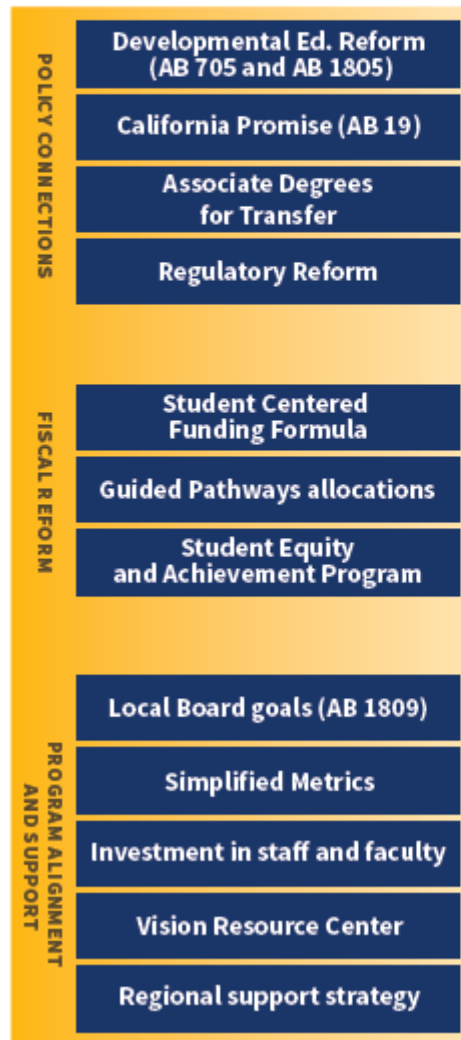 POLICY CONNECTIONS
Developmental Ed. Reform
(AB 705 and AB 1805)
California Promise (AB 19)
Associate Degrees
for Transfer
Regulatory Reform
FISCAL REFORM
Student Centered
Funding Formula
Guided Pathways allocations
Student Equity
and Achievement Program
PROGRAM ALIGNMENT
AND SUPPORT
Local Board goals (AB 1809)
Simplified Metrics
Investment in staff and faculty
Vision Resource Center
Regional support strategy